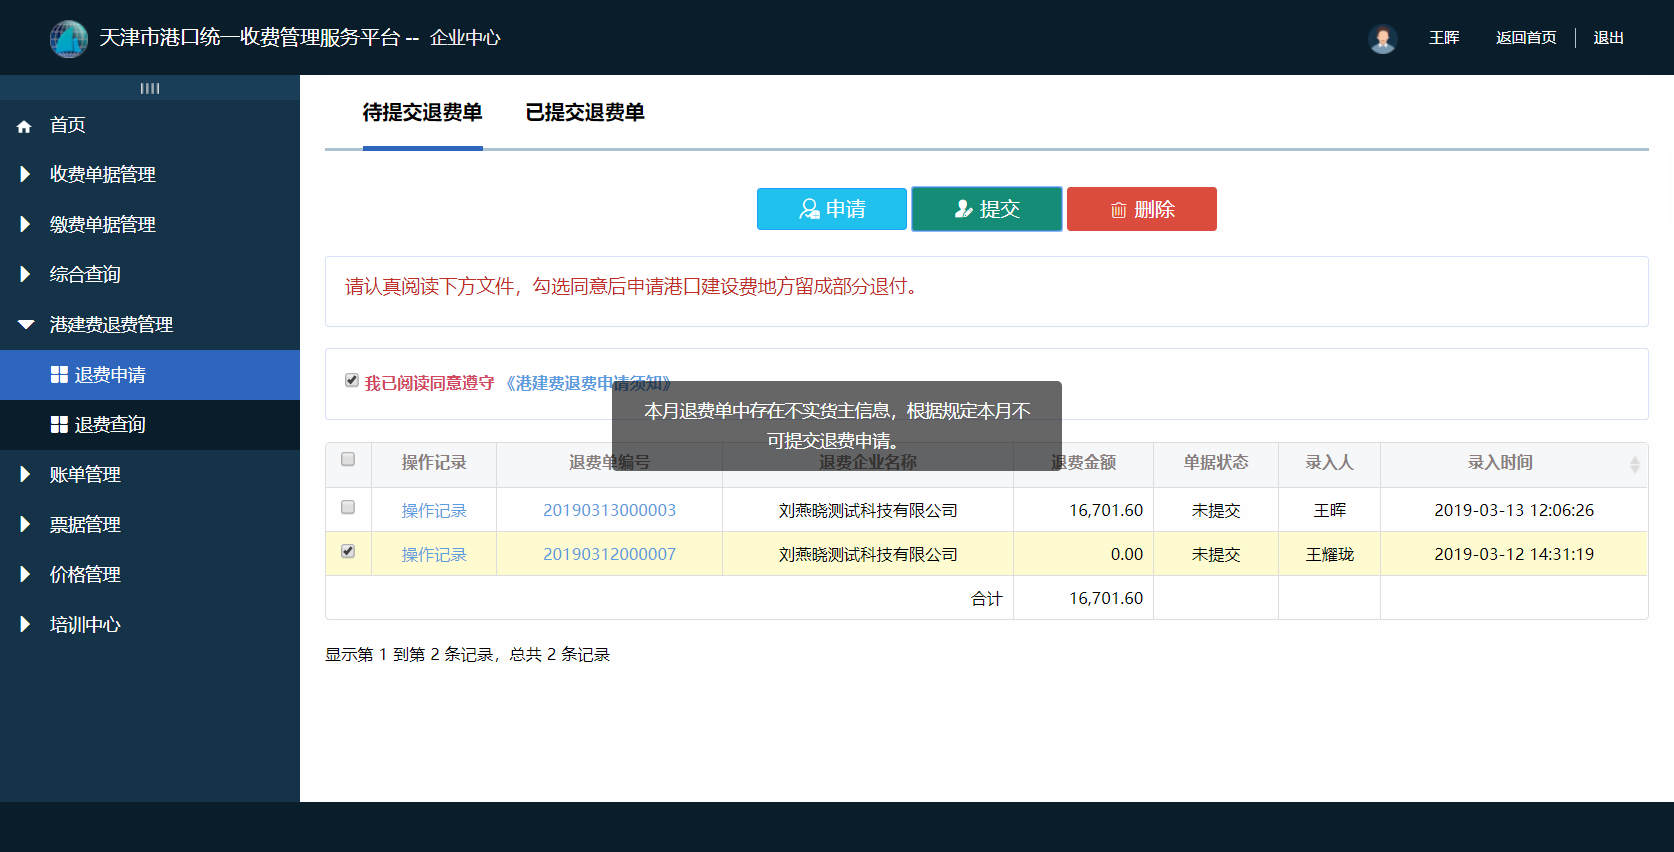 天津市港口统一收费管理服务平台 -- 企业中心
王晖
返回首页
退出
首页
收费单据管理
缴费单据管理
综合查询
港建费退费管理
退费申请
退费查询
账单管理
票据管理
价格管理
培训中心
待提交退费单 已提交退费单
申请 提交 删除
请认真阅读下方文件，勾选同意后申请港口建设费地方留成部分退付。
我已阅读同意遵守 《港建费退费申请须知》
本月退费单中存在不实货主信息，根据规定本月不
可提交退费申请。
操作记录 退费单编号 退费企业名称 退费金额 单据状态 录入人 录入时间
操作记录 20190313000003 刘燕晓测试科技有限公司 16,701.60 未提交 王晖 2019-03-13 12:06:26
操作记录 20190312000007 刘燕晓测试科技有限公司 0.00 未提交 王耀珑 2019-03-12 14:31:19
合计 16,701.60
显示第 1 到第 2 条记录，总共 2 条记录